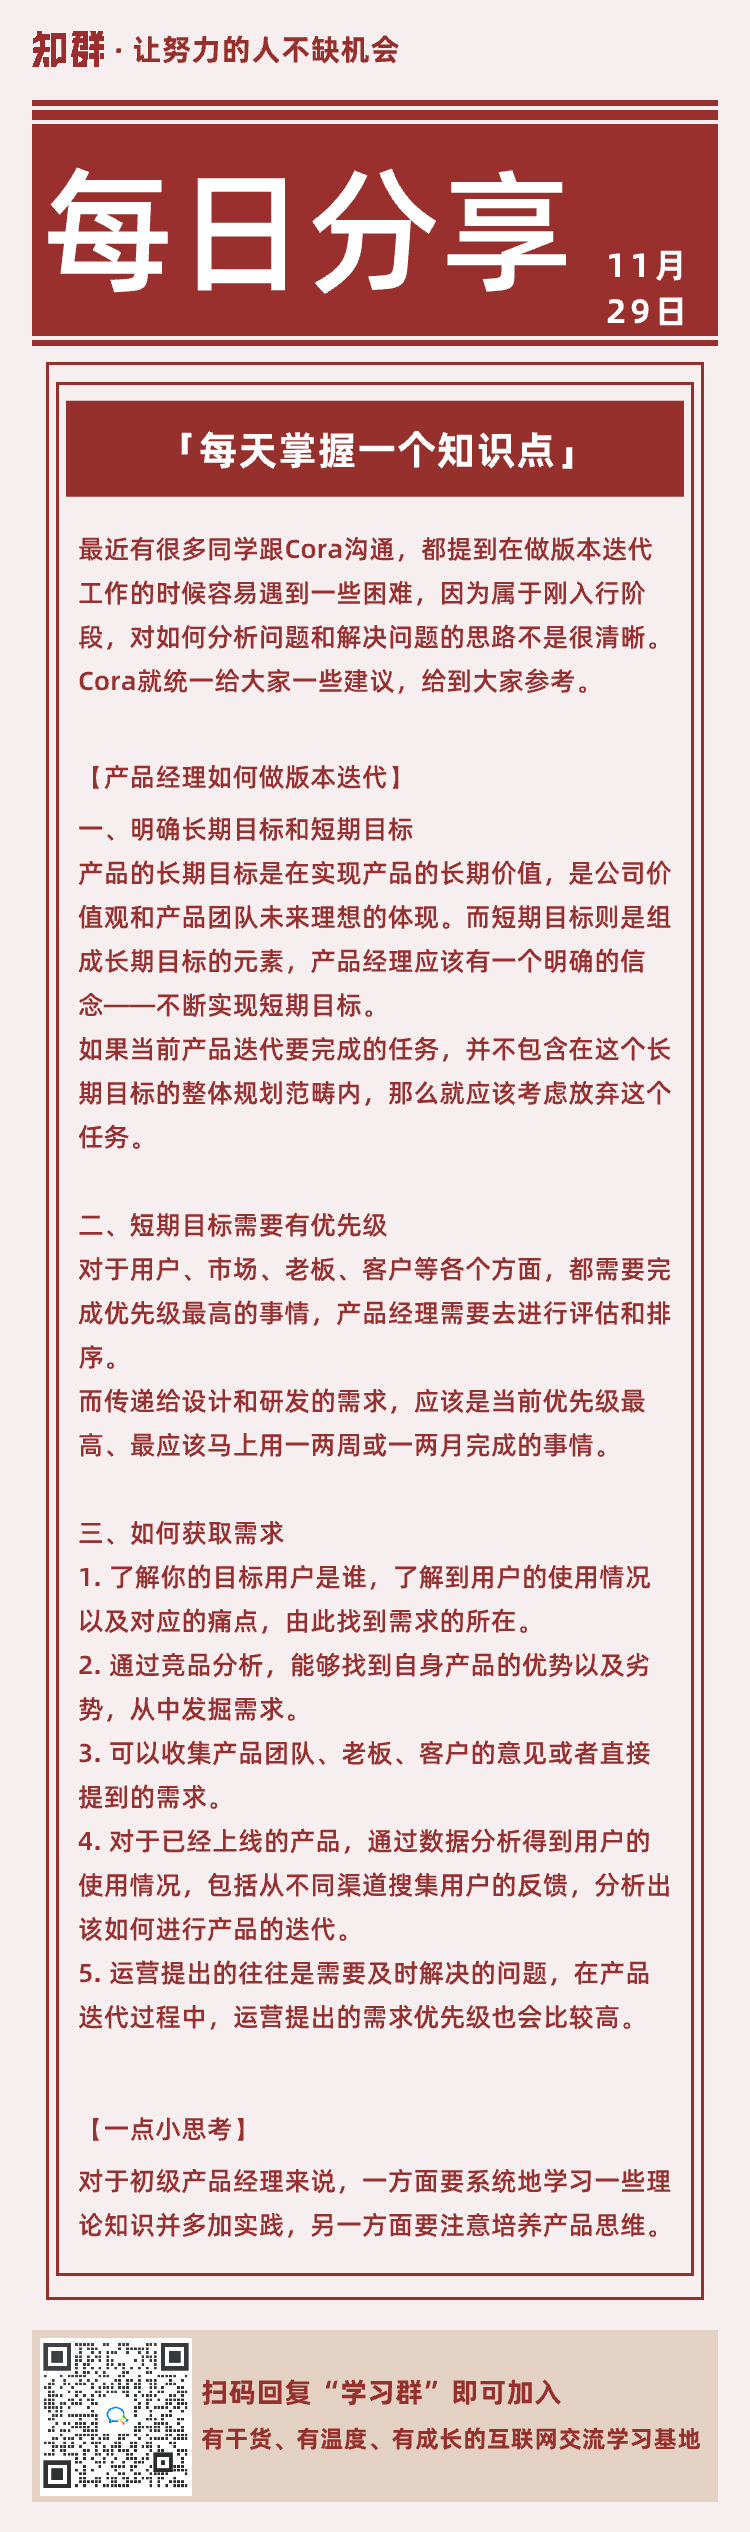 知群 · 让努力的人不缺机会
每日分享
11月
29日
「每天掌握一个知识点」
最近有很多同学跟Cora沟通，都提到在做版本迭代
工作的时候容易遇到一些困难，因为属于刚入行阶
段，对如何分析问题和解决问题的思路不是很清晰。
Cora就统一给大家一些建议，给到大家参考。
【产品经理如何做版本迭代】
一、明确长期目标和短期目标
产品的长期目标是在实现产品的长期价值，是公司价
值观和产品团队未来理想的体现。而短期目标则是组
成长期目标的元素，产品经理应该有一个明确的信
念——不断实现短期目标。
如果当前产品迭代要完成的任务，并不包含在这个长
期目标的整体规划范畴内，那么就应该考虑放弃这个
任务。
二、短期目标需要有优先级
对于用户、市场、老板、客户等各个方面，都需要完
成优先级最高的事情，产品经理需要去进行评估和排
序。
而传递给设计和研发的需求，应该是当前优先级最
高、最应该马上用一两周或一两月完成的事情。
三、如何获取需求
1. 了解你的目标用户是谁，了解到用户的使用情况
以及对应的痛点，由此找到需求的所在。
2. 通过竞品分析，能够找到自身产品的优势以及劣
势，从中发掘需求。
3. 可以收集产品团队、老板、客户的意见或者直接
提到的需求。
4. 对于已经上线的产品，通过数据分析得到用户的
使用情况，包括从不同渠道搜集用户的反馈，分析出
该如何进行产品的迭代。
5. 运营提出的往往是需要及时解决的问题，在产品
迭代过程中，运营提出的需求优先级也会比较高。
【一点小思考】
对于初级产品经理来说，一方面要系统地学习一些理
论知识并多加实践，另一方面要注意培养产品思维。
扫码回复“学习群”即可加入
有干货、有温度、有成长的互联网交流学习基地